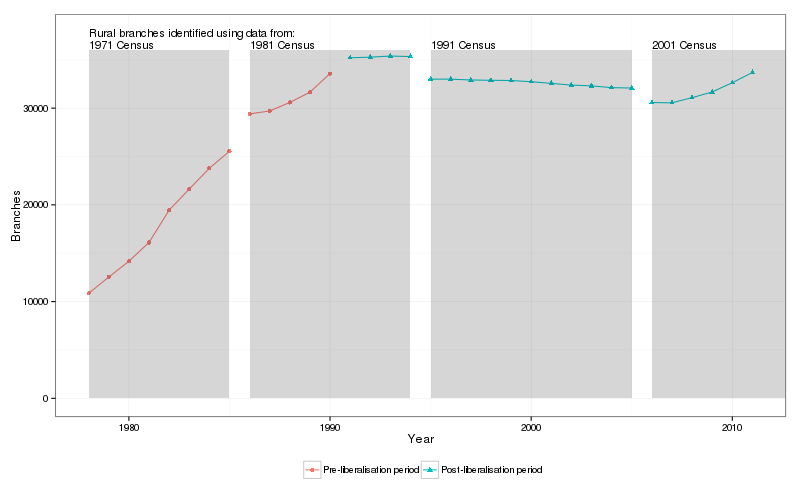 Rural branches identified using data from:
1971 Census
1981 Census
1991 Census
2001 Census
30000
20000
10000
0
Branches
1980
1990
2000
2010
Year
Pre-liberalisation period
Post-liberalisation period